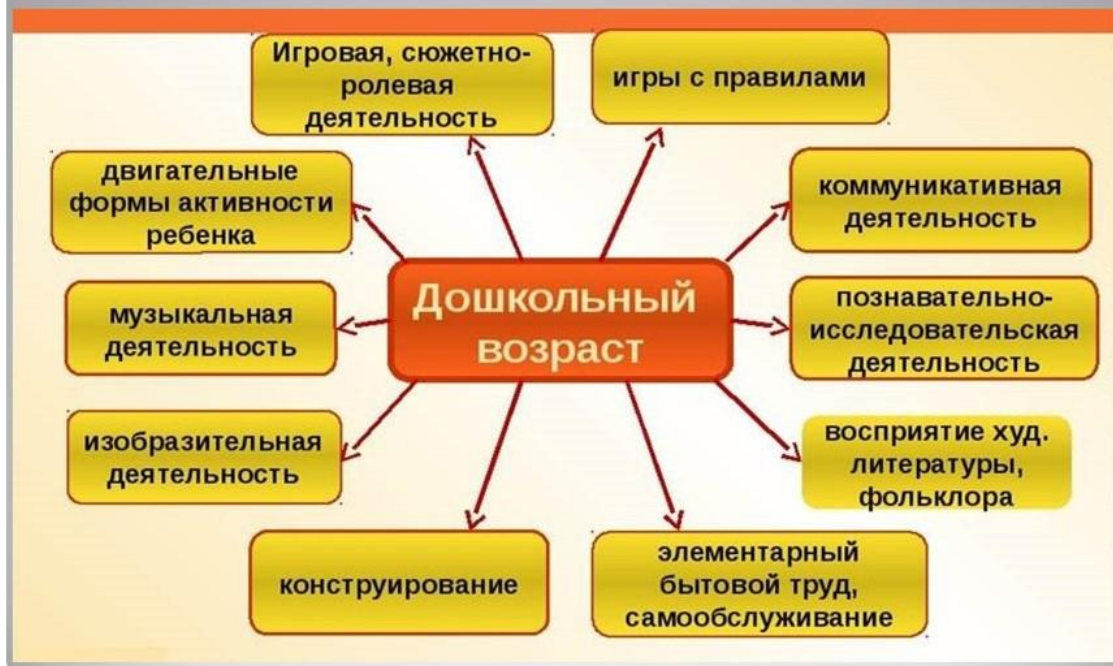 Игровая, сюжетно-
ролевая
деятельность
игры с правилами
двигательные
формы активности
ребенка
коммуникативная
деятельность
Дошкольный
возраст
музыкальная
деятельность
познавательно-
исследовательская
деятельность
изобразительная
деятельность
восприятие худ.
литературы,
фольклора
конструирование
элементарный
бытовой труд,
самообслуживание